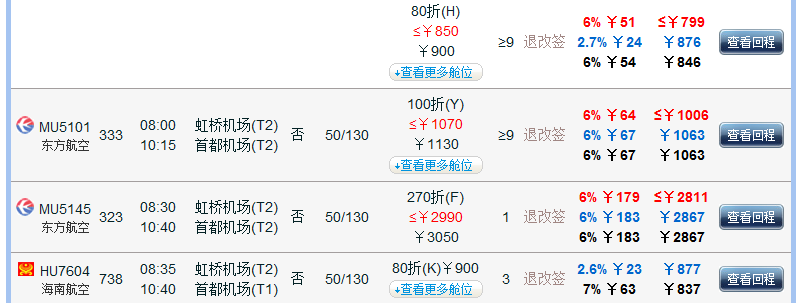 80折(H)
≤￥850
￥900
↓查看更多舱位
≥9
退改签
6% ￥51 ≤￥799
2.7% ￥24 ￥876
6% ￥54 ￥846
查看回程
MU5101
东方航空
333
08:00
10:15
虹桥机场(T2)
首都机场(T2)
否
50/130
100折(Y)
≤￥1070
￥1130
↓查看更多舱位
≥9
退改签
6% ￥64 ≤￥1006
6% ￥67 ￥1063
6% ￥67 ￥1063
查看回程
MU5145
东方航空
323
08:30
10:40
虹桥机场(T2)
首都机场(T2)
否
50/130
270折(F)
≤￥2990
￥3050
1
退改签
6% ￥179 ≤￥2811
6% ￥183 ￥2867
6% ￥183 ￥2867
查看回程
HU7604
海南航空
738
08:35
10:40
虹桥机场(T2)
首都机场(T1)
否
50/130
80折(K)￥900
↓查看更多舱位
3
退改签
2.6% ￥23 ￥877
7% ￥63 ￥837
查看回程